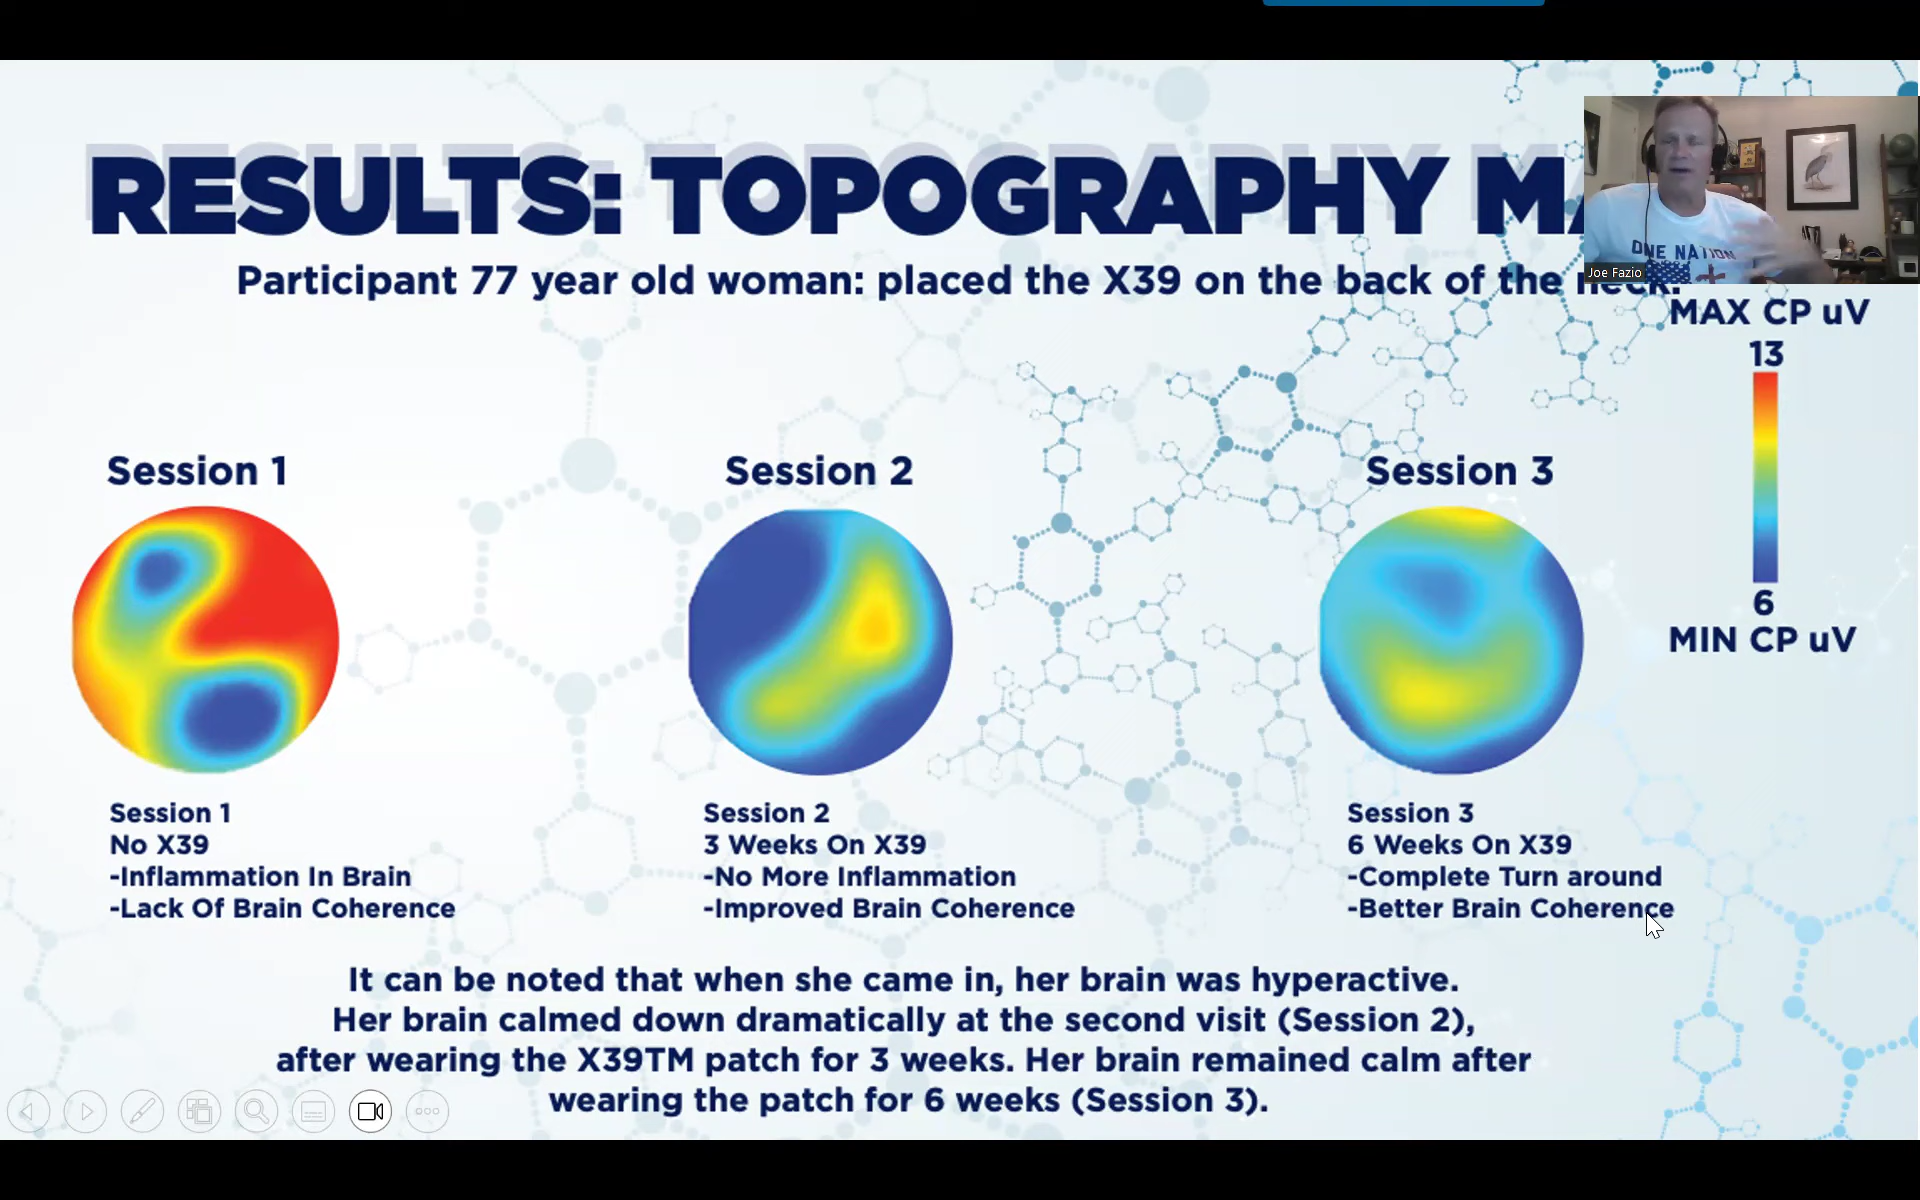 RESULTS: TOPOGRAPHY
Participant 77 year old woman: placed the X39 on the back of the neck.
ONE NATION
Joe Fazio
MAX CP uV
13
6
MIN CP uV
Session 1
Session 2
Session 3
Session 1
No X39
-Inflammation In Brain
-Lack Of Brain Coherence
Session 2
3 Weeks On X39
-No More Inflammation
-Improved Brain Coherence
Session 3
6 Weeks On X39
-Complete Turn around
-Better Brain Coherence
It can be noted that when she came in, her brain was hyperactive.
Her brain calmed down dramatically at the second visit (Session 2),
after wearing the X39TM patch for 3 weeks. Her brain remained calm after
wearing the patch for 6 weeks (Session 3).